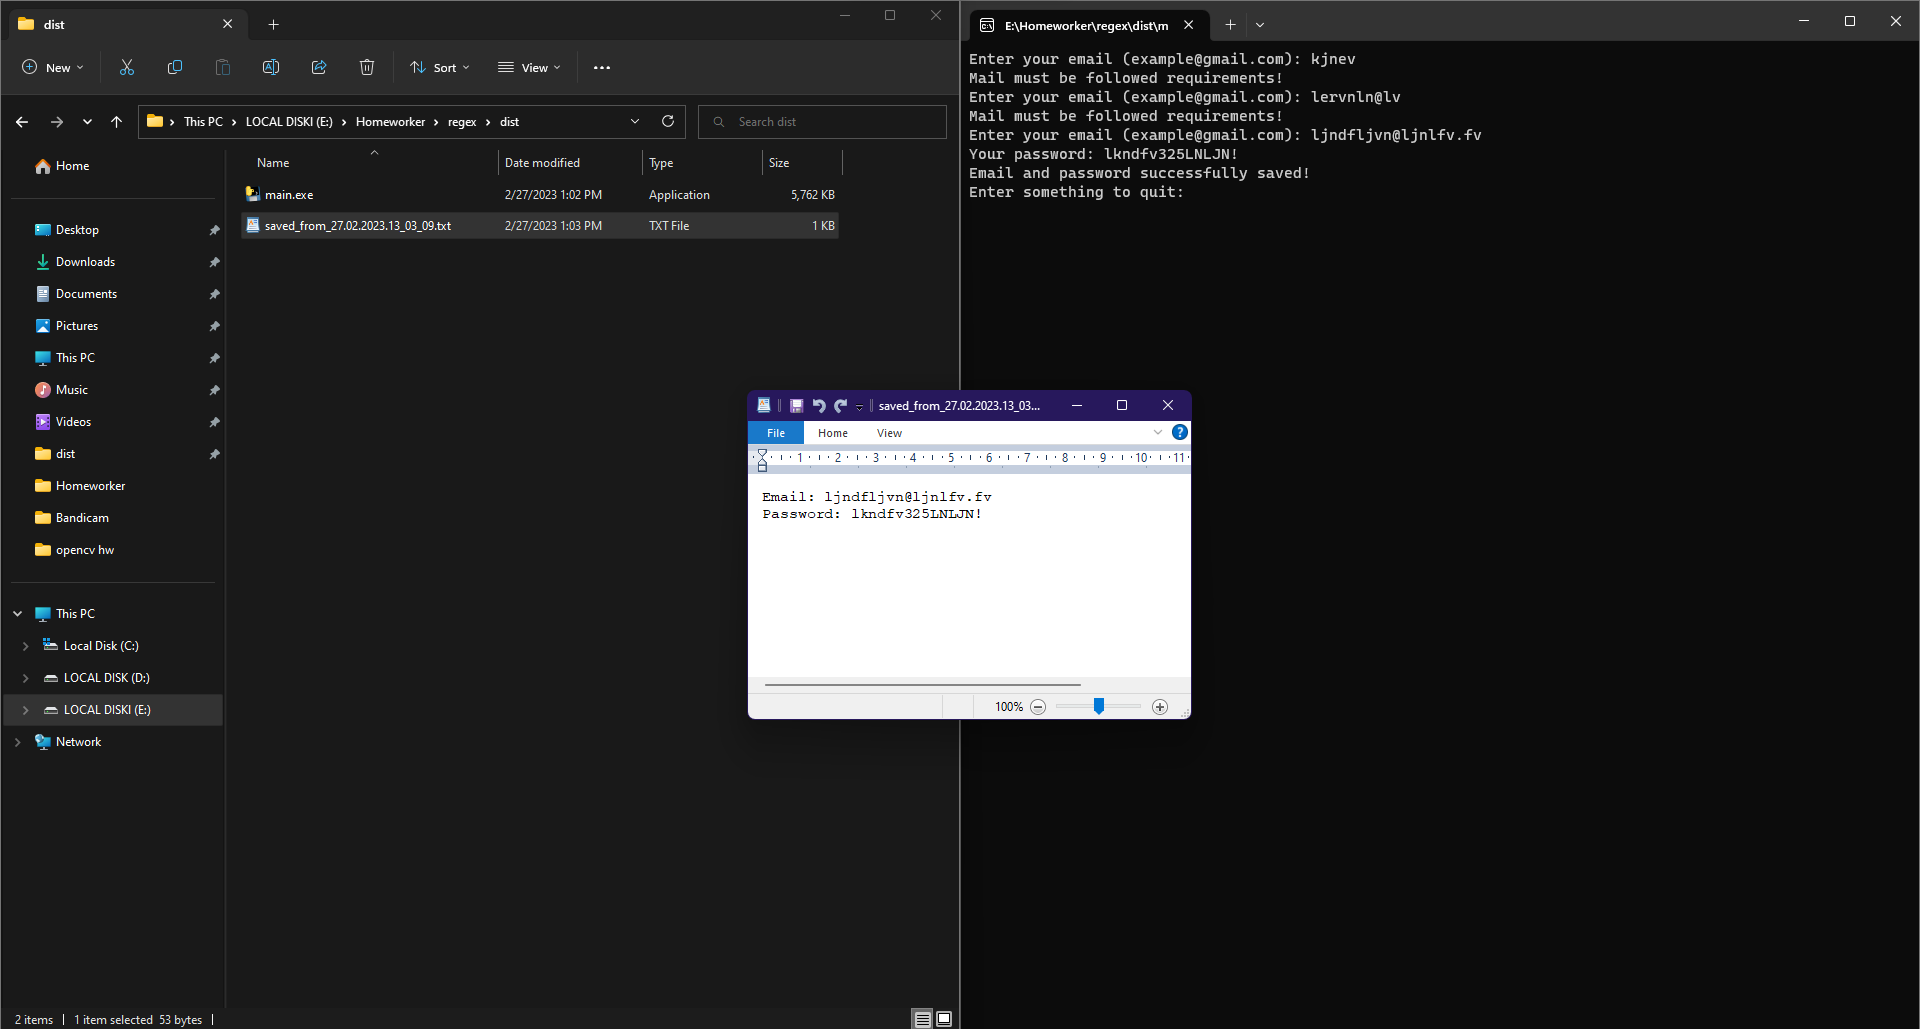 dist
New
Sort
View
This PC > LOCAL DISKI (E:) > Homeworker > regex > dist
Search dist
Home
Desktop
Downloads
Documents
Pictures
This PC
Music
Videos
dist
Homeworker
Bandicam
opencv hw
This PC
Local Disk (C:)
LOCAL DISK (D:)
LOCAL DISKI (E:)
Network
Name Date modified Type Size
main.exe 2/27/2023 1:02 PM Application 5,762 KB
saved_from_27.02.2023.13_03_09.txt 2/27/2023 1:03 PM TXT File 1 KB
2 items 1 item selected 53 bytes
E:\Homeworker\regex\dist\m
Enter your email (example@gmail.com): kjnev
Mail must be followed requirements!
Enter your email (example@gmail.com): lervnln@lv
Mail must be followed requirements!
Enter your email (example@gmail.com): ljndfljvn@ljnlfv.fv
Your password: lkndfv325LNLJN!
Email and password successfully saved!
Enter something to quit:
saved_from_27.02.2023.13_03...
File Home View
1 2 3 4 5 6 7 8 9 10 11
Email: ljndfljvn@ljnlfv.fv
Password: lkndfv325LNLJN!
100%